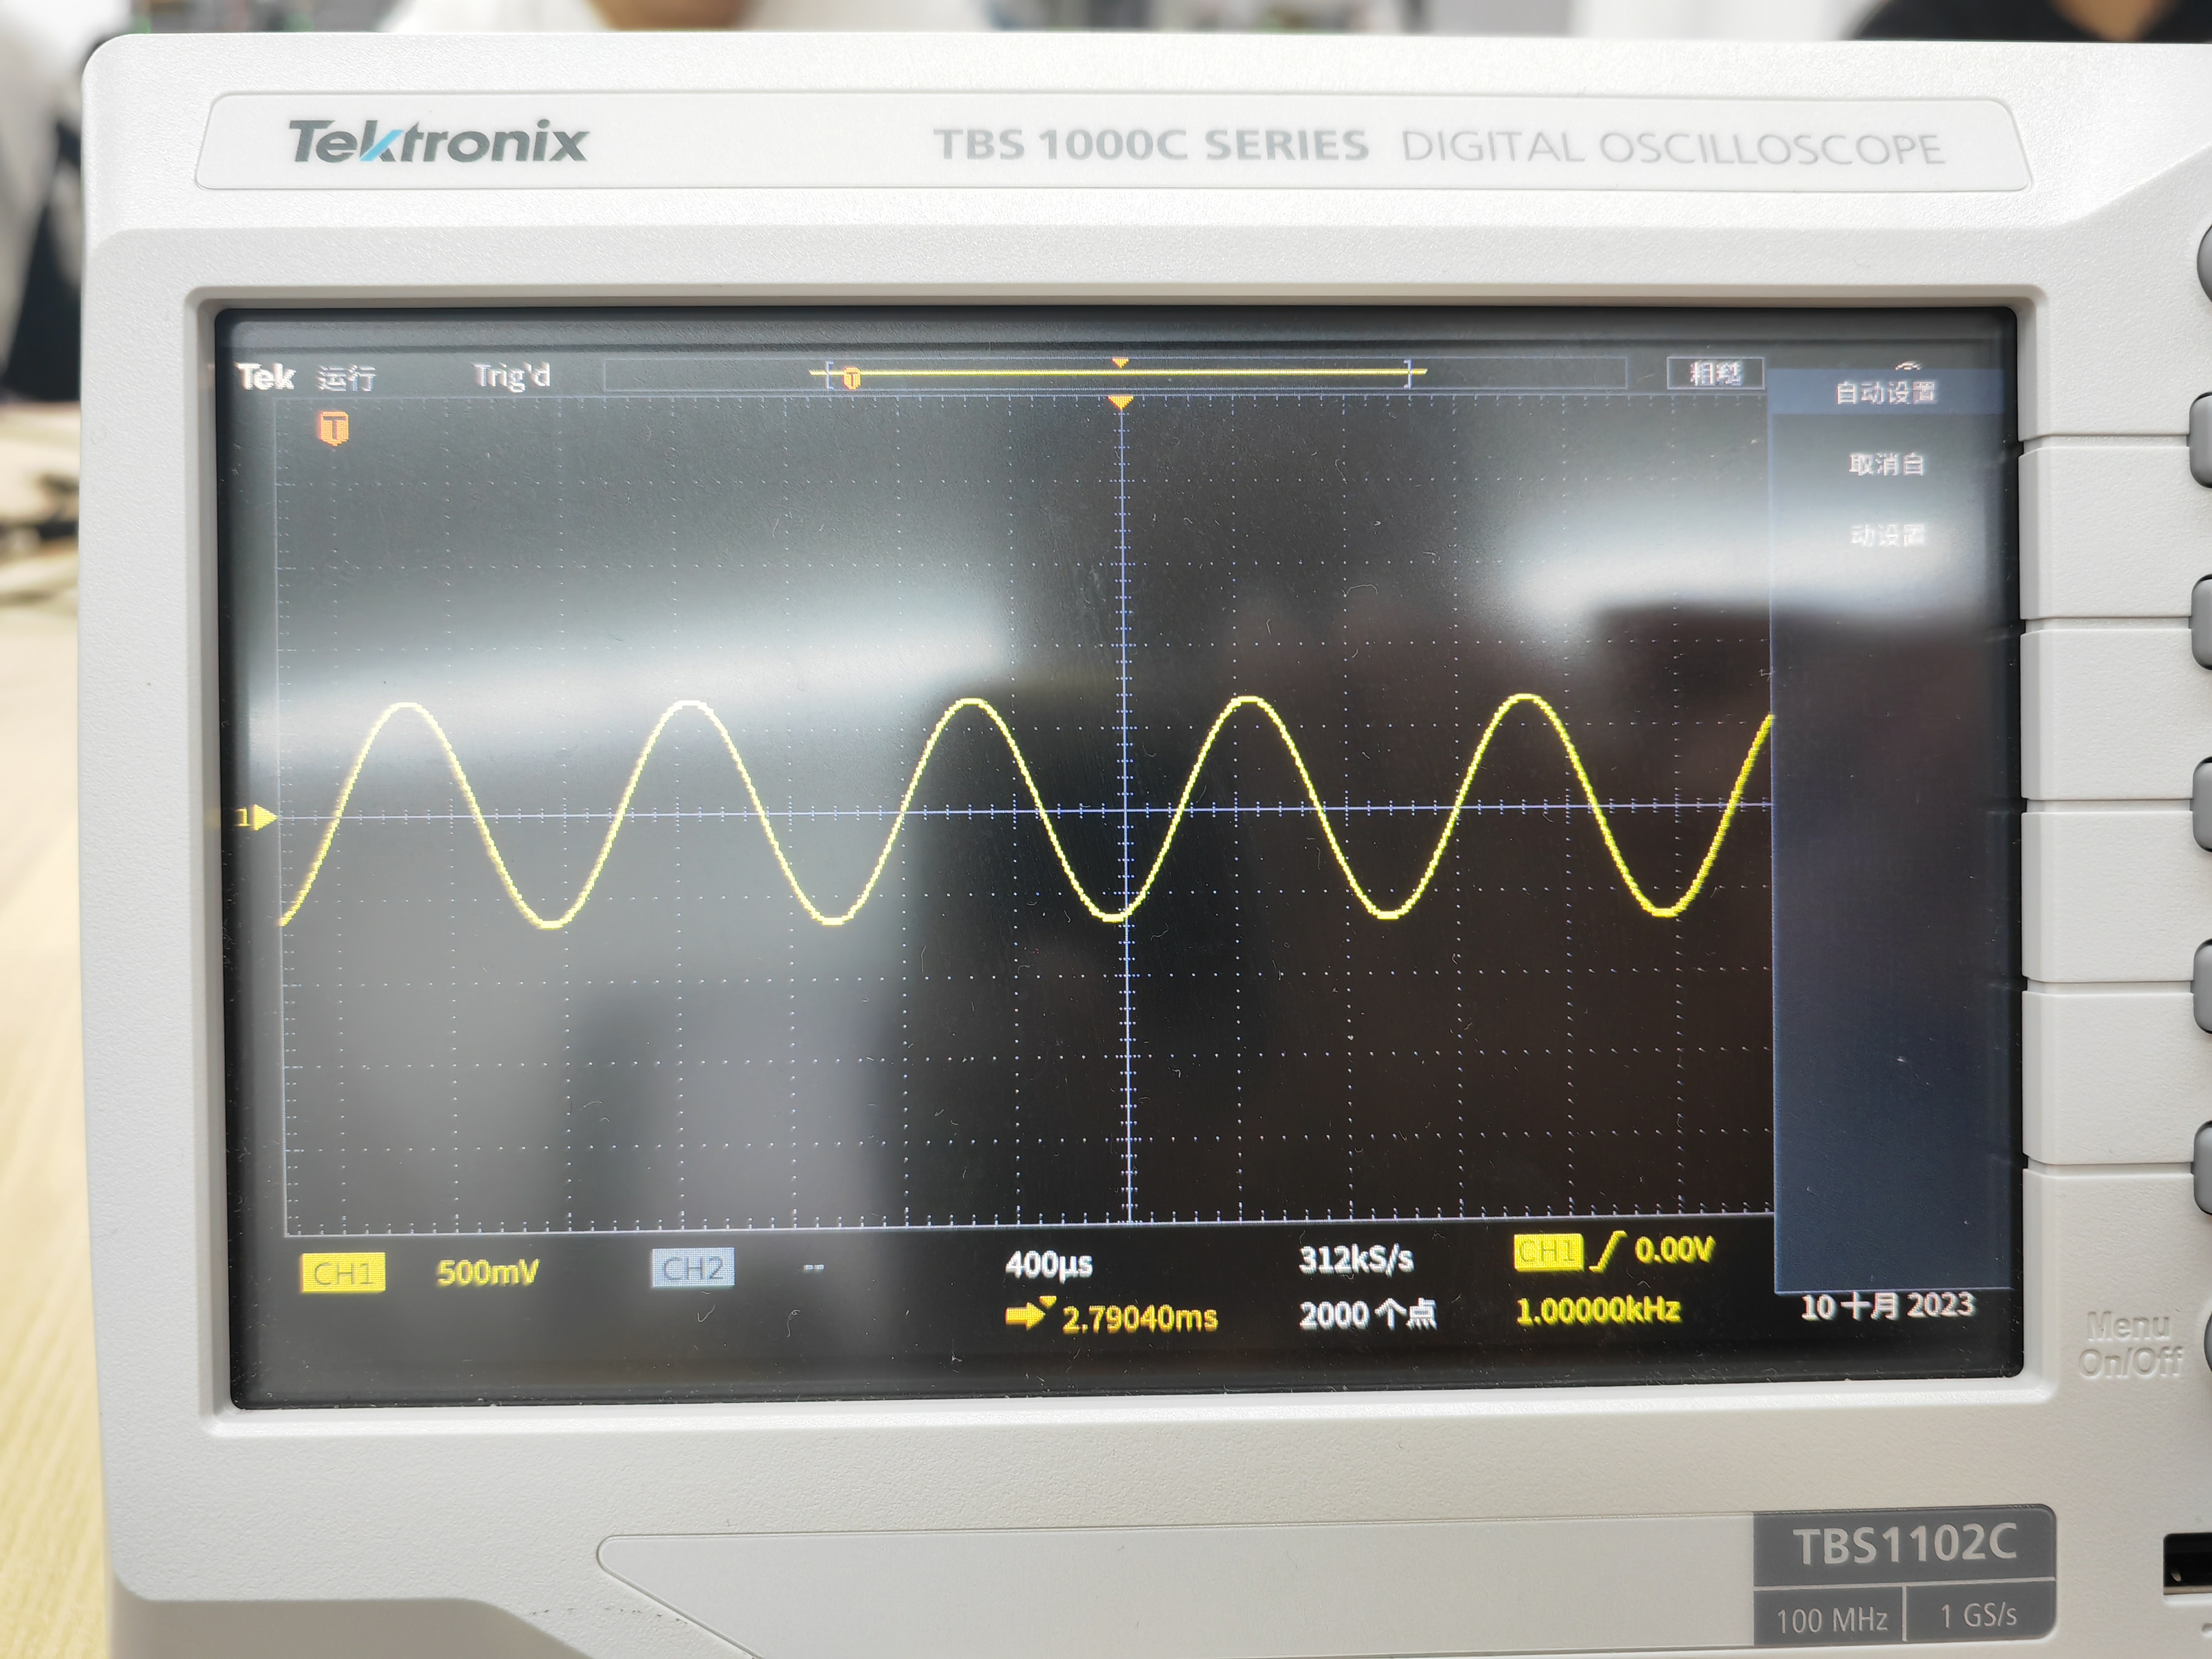 Tektronix
TBS 1000C SERIES DIGITAL OSCILLOSCOPE
Tek 运行 Trig'd T 粗糙
自动设置
T
取消自
动设置
1
CH1 500mV CH2 -- 400µs 312kS/s CH1 0.00V
2.79040ms 2000 个点 1.00000kHz 10 十月 2023
Menu
On/Off
TBS1102C
100 MHz 1 GS/s